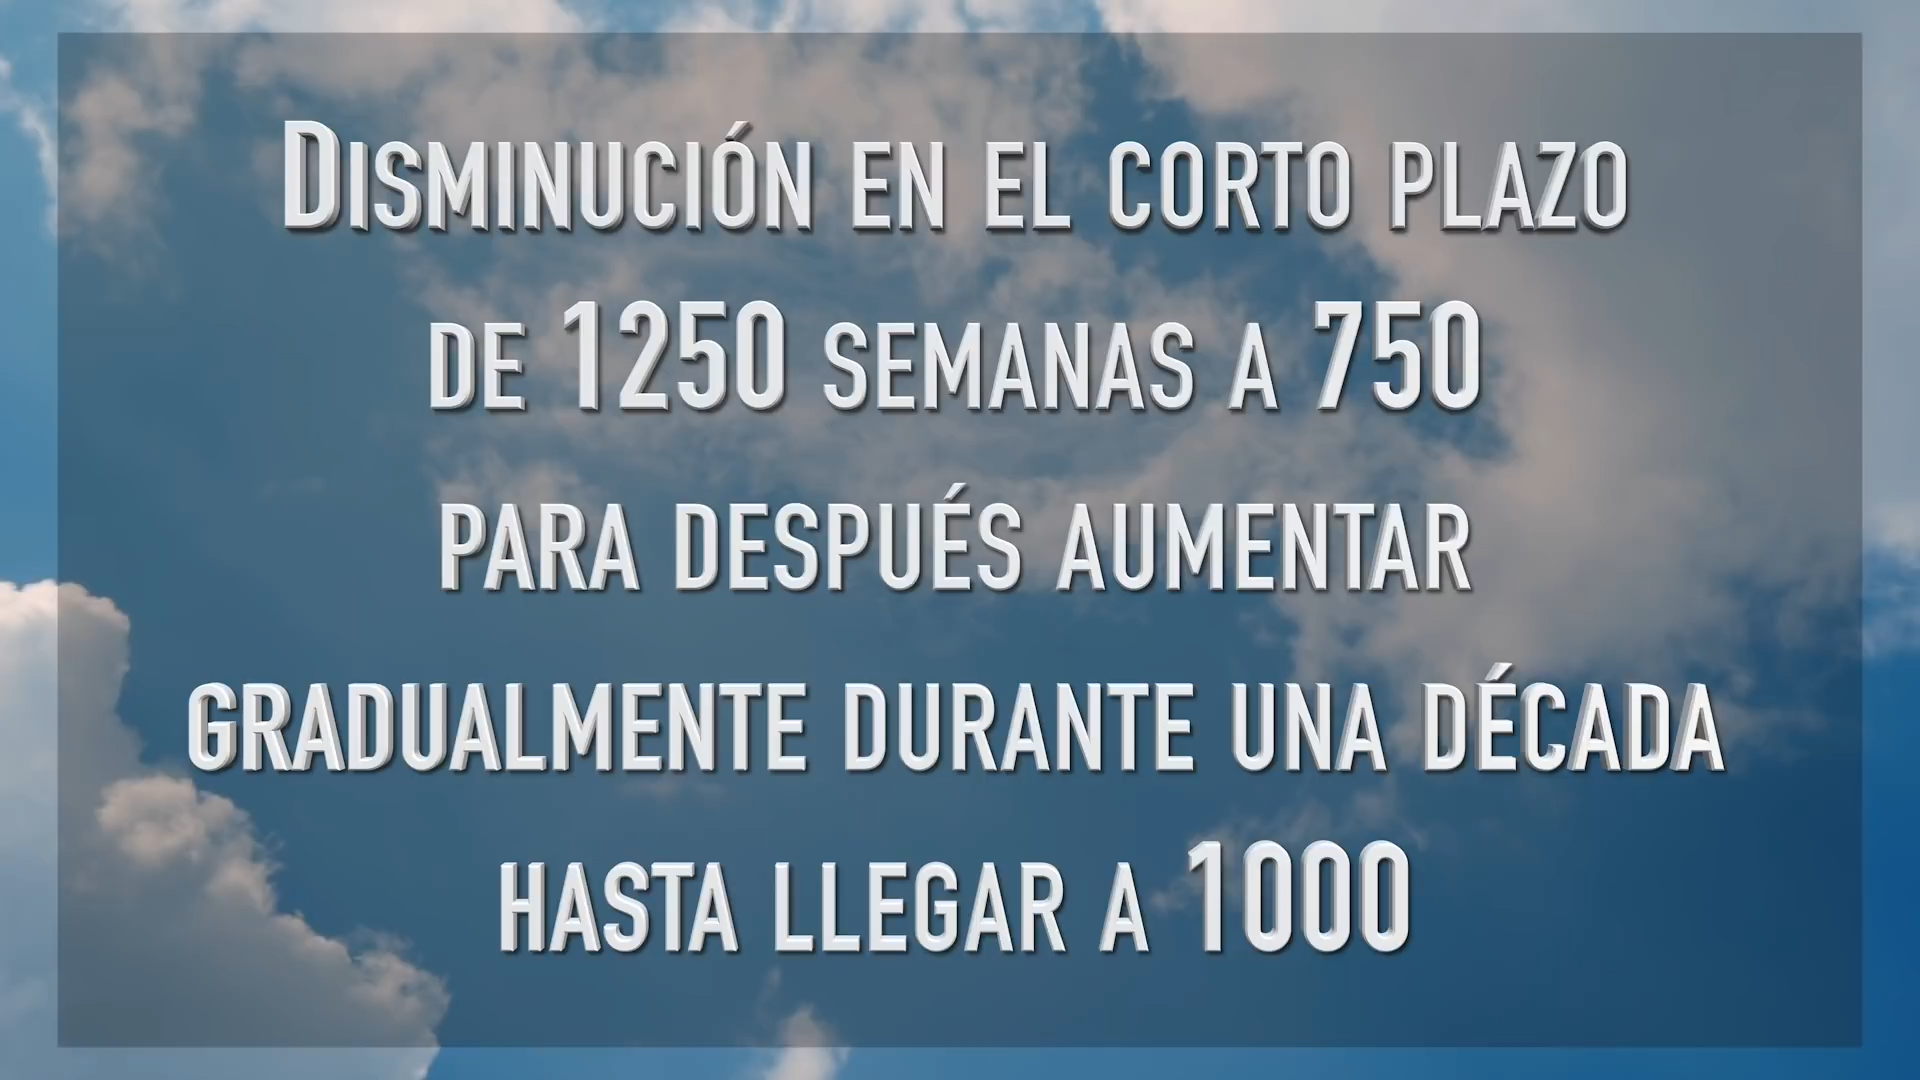 Disminución en el corto plazo
de 1250 semanas a 750
para después aumentar
gradualmente durante una década
hasta llegar a 1000